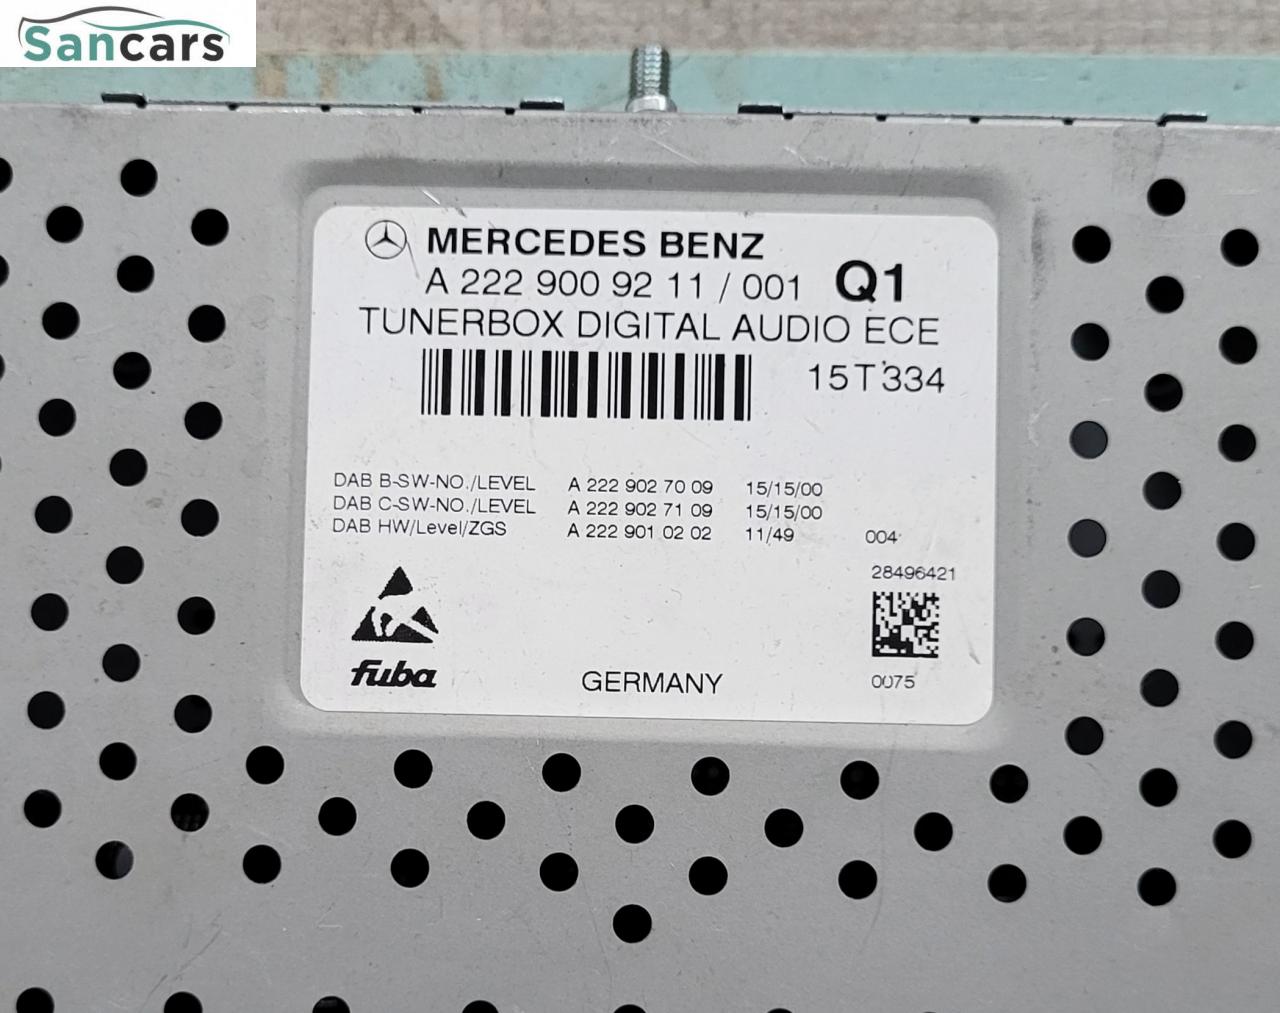 Sancars
MERCEDES BENZ
A 222 900 92 11 / 001 Q1
TUNERBOX DIGITAL AUDIO ECE
15T334
DAB B-SW-NO./LEVEL A 222 902 70 09 15/15/00
DAB C-SW-NO./LEVEL A 222 902 71 09 15/15/00
DAB HW/Level/ZGS A 222 901 02 02 11/49 004
28496421
fuba GERMANY 0075